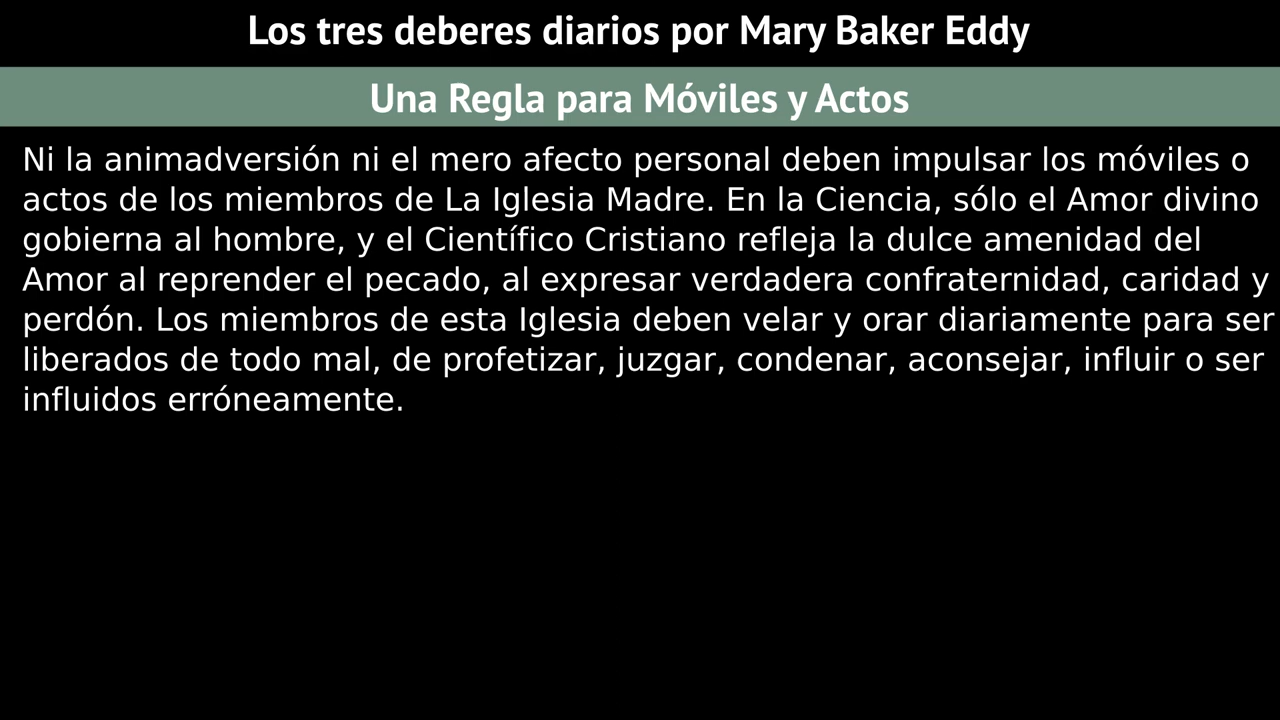 Los tres deberes diarios por Mary Baker Eddy
Una Regla para Móviles y Actos
Ni la animadversión ni el mero afecto personal deben impulsar los móviles o
actos de los miembros de La Iglesia Madre. En la Ciencia, sólo el Amor divino
gobierna al hombre, y el Científico Cristiano refleja la dulce amenidad del
Amor al reprender el pecado, al expresar verdadera confraternidad, caridad y
perdón. Los miembros de esta Iglesia deben velar y orar diariamente para ser
liberados de todo mal, de profetizar, juzgar, condenar, aconsejar, influir o ser
influidos erróneamente.